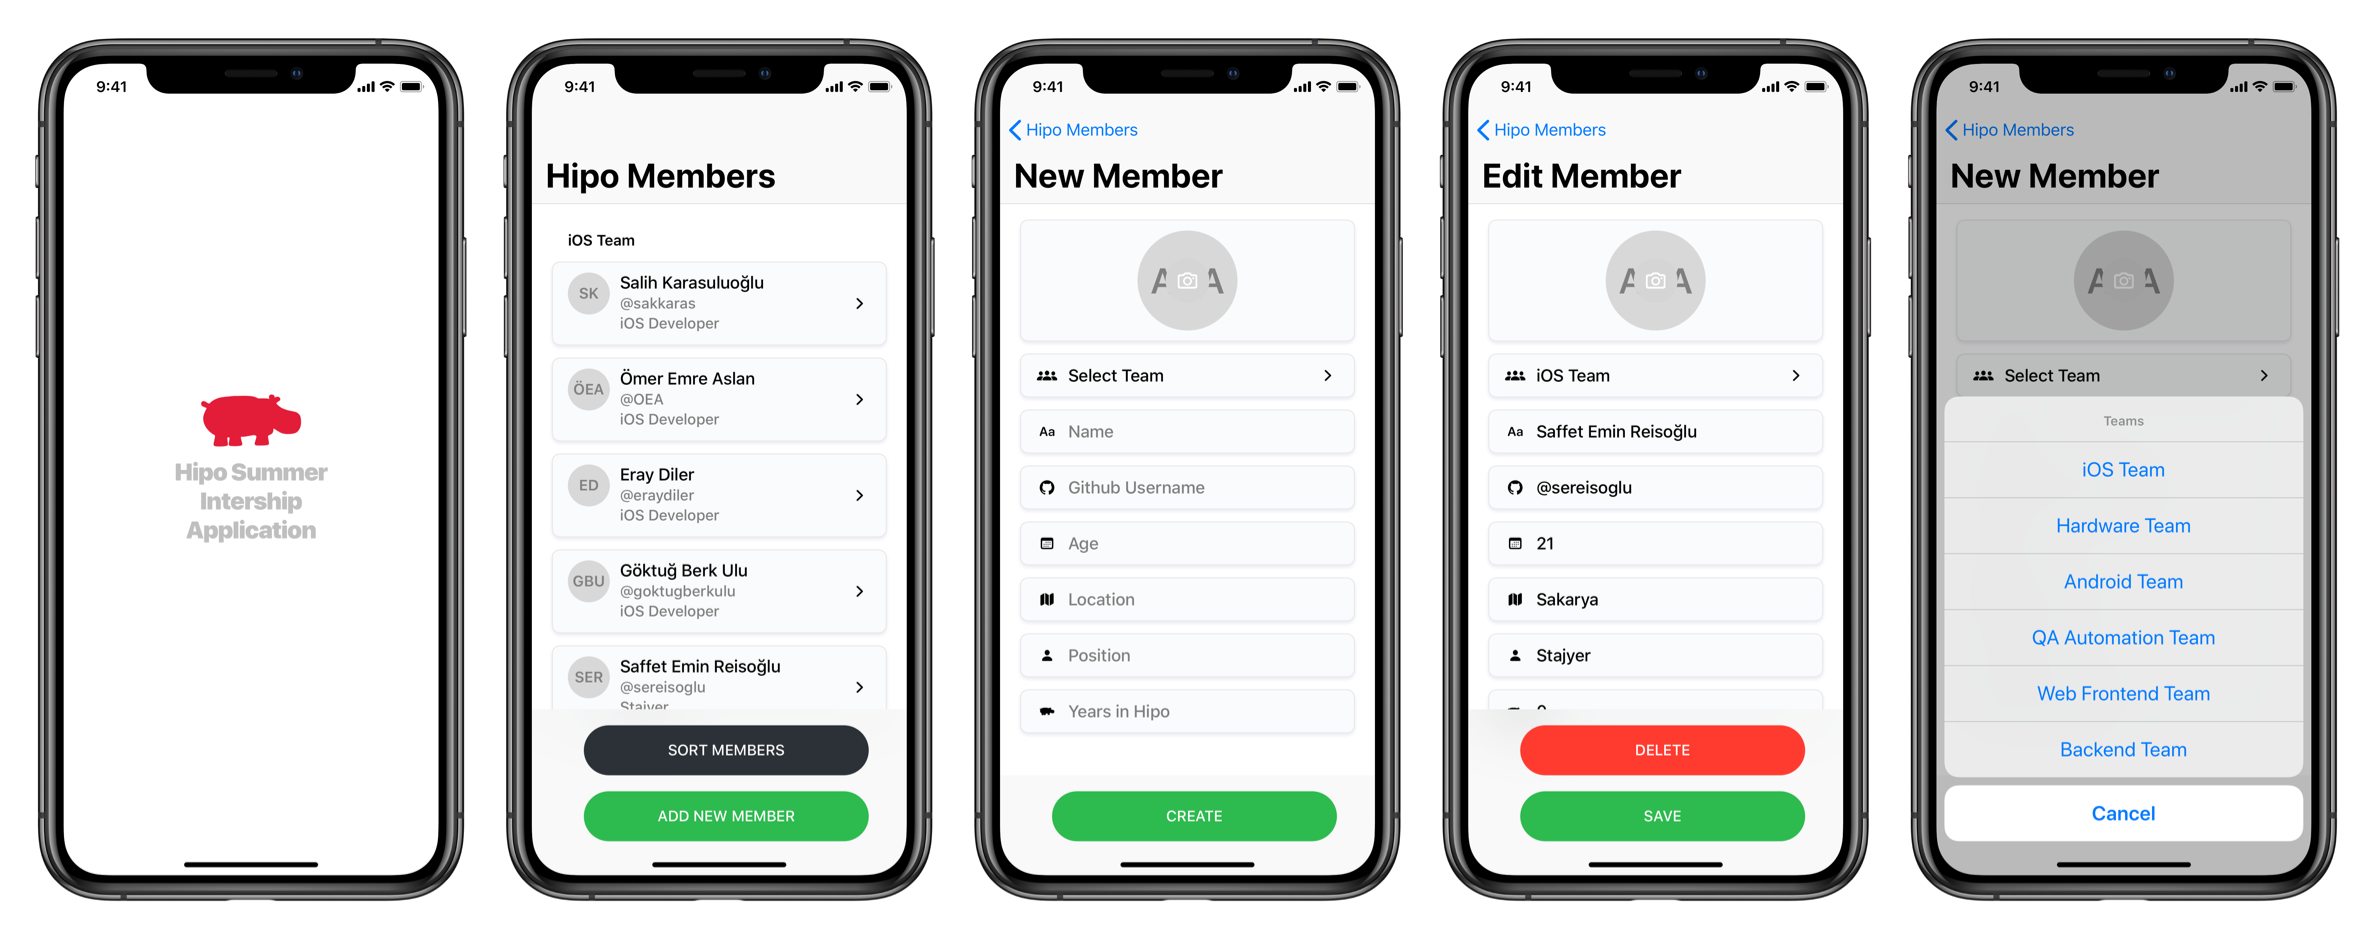 9:41
Hipo Summer
Intership
Application
9:41
Hipo Members
iOS Team
SK
Salih Karasuluoğlu
@sakkaras
iOS Developer
ÖEA
Ömer Emre Aslan
@OEA
iOS Developer
ED
Eray Diler
@eraydiler
iOS Developer
GBU
Göktuğ Berk Ulu
@goktugberkulu
iOS Developer
SER
Saffet Emin Reisoğlu
@sereisoglu
Stajyer
SORT MEMBERS
ADD NEW MEMBER
9:41
Hipo Members
New Member
A A
Select Team
Aa Name
Github Username
Age
Location
Position
Years in Hipo
CREATE
9:41
Hipo Members
Edit Member
A A
iOS Team
Aa Saffet Emin Reisoğlu
@sereisoglu
21
Sakarya
Stajyer
0
DELETE
SAVE
9:41
Hipo Members
New Member
A A
Select Team
Teams
iOS Team
Hardware Team
Android Team
QA Automation Team
Web Frontend Team
Backend Team
Cancel